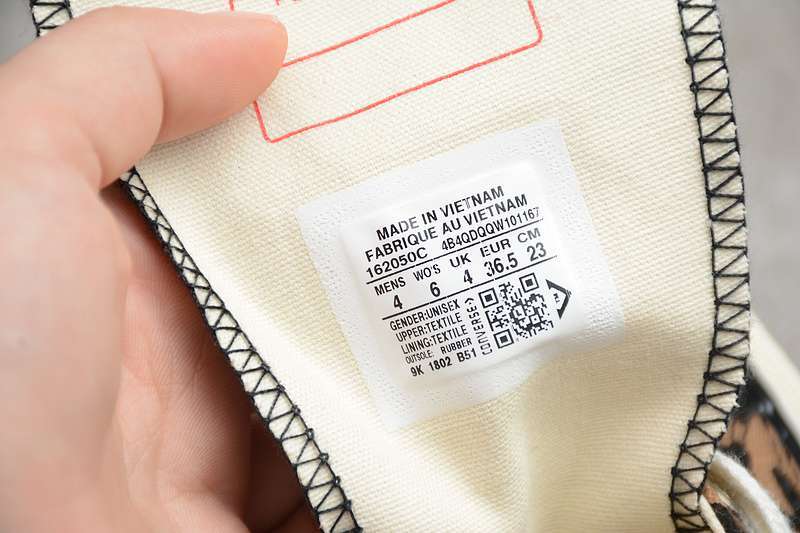 MADE IN VIETNAM
FABRIQUE AU VIETNAM
162050C 4B4QDQQW101167
MENS WO'S UK EUR CM
4 6 4 36.5 23
GENDER:UNISEX
UPPER:TEXTILE
LINING:TEXTILE
OUTSOLE: RUBBER
9K 1802 B51
CONVERSE